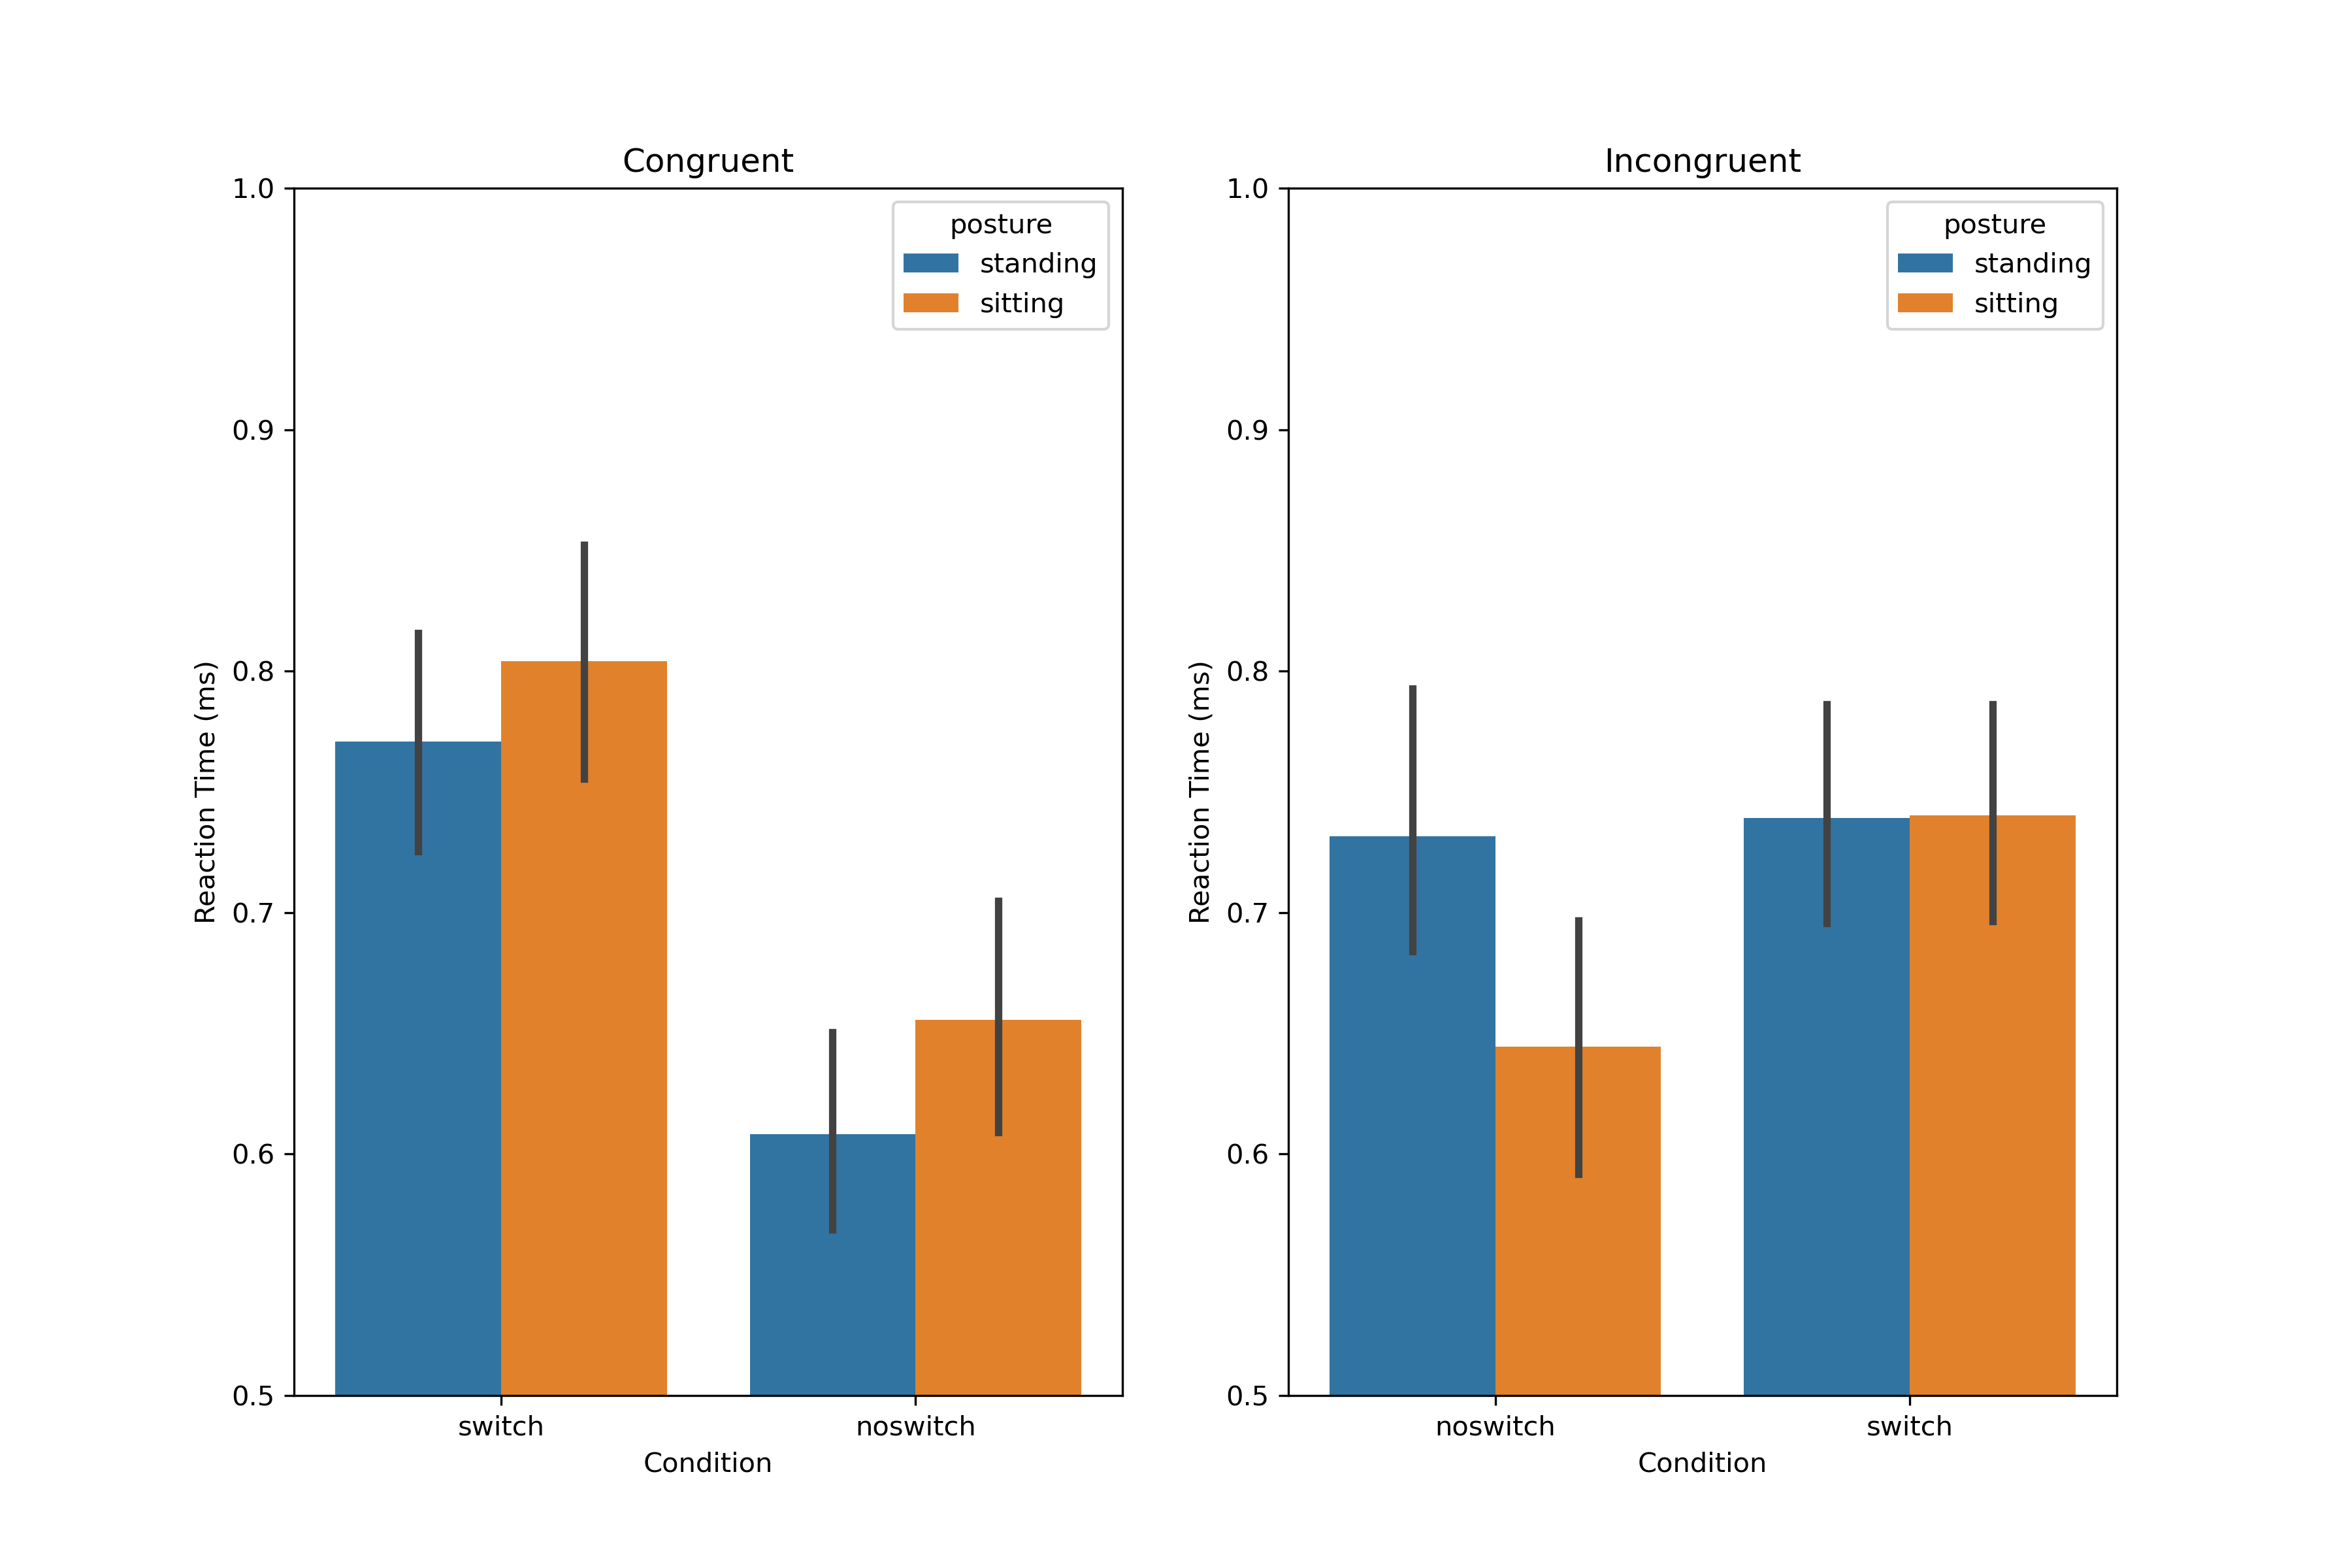 Congruent
1.0
0.9
0.8
0.7
0.6
0.5
Reaction Time (ms)
posture
standing
sitting
switch
noswitch
Condition
Incongruent
1.0
0.9
0.8
0.7
0.6
0.5
Reaction Time (ms)
posture
standing
sitting
noswitch
switch
Condition